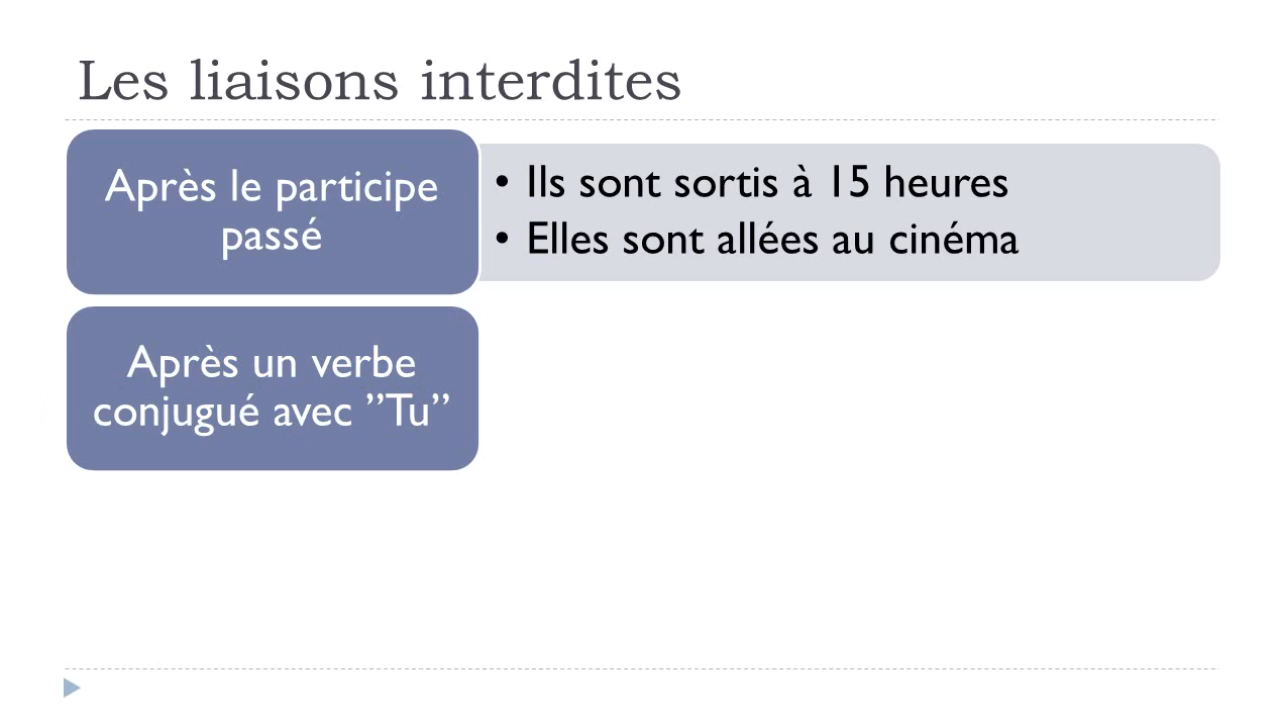 Les liaisons interdites
Après le participe
passé
• Ils sont sortis à 15 heures
• Elles sont allées au cinéma
Après un verbe
conjugué avec ”Tu”